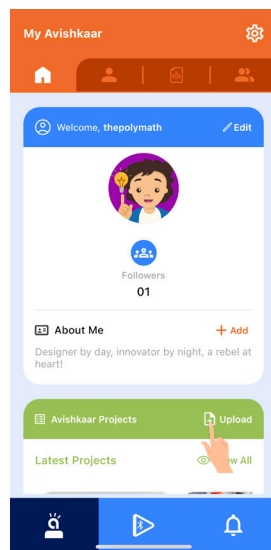 My Avishkaar
Welcome, thepolymath
Edit
Followers
01
About Me
Add
Designer by day, innovator by night, a rebel at
heart!
Avishkaar Projects
Upload
Latest Projects
All